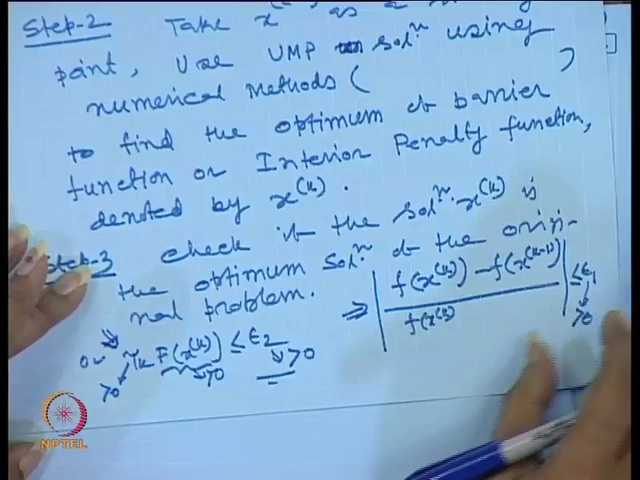 Step-2 Take x as a
point, Use UMP soln using
numerical methods ( )
to find the optimum of barrier
function or Interior Penalty function,
denoted by x^(k).
Step-3 check if the soln. x^(k) is
the optimum soln. of the origi-
nal problem. ⇒ | f(x^(k)) - f(x^(k-1)) / f(x^(k)) | ≤ ε1
>0
r_k F(x^(k)) ≤ ε2
>0 >0 >0
NPTEL